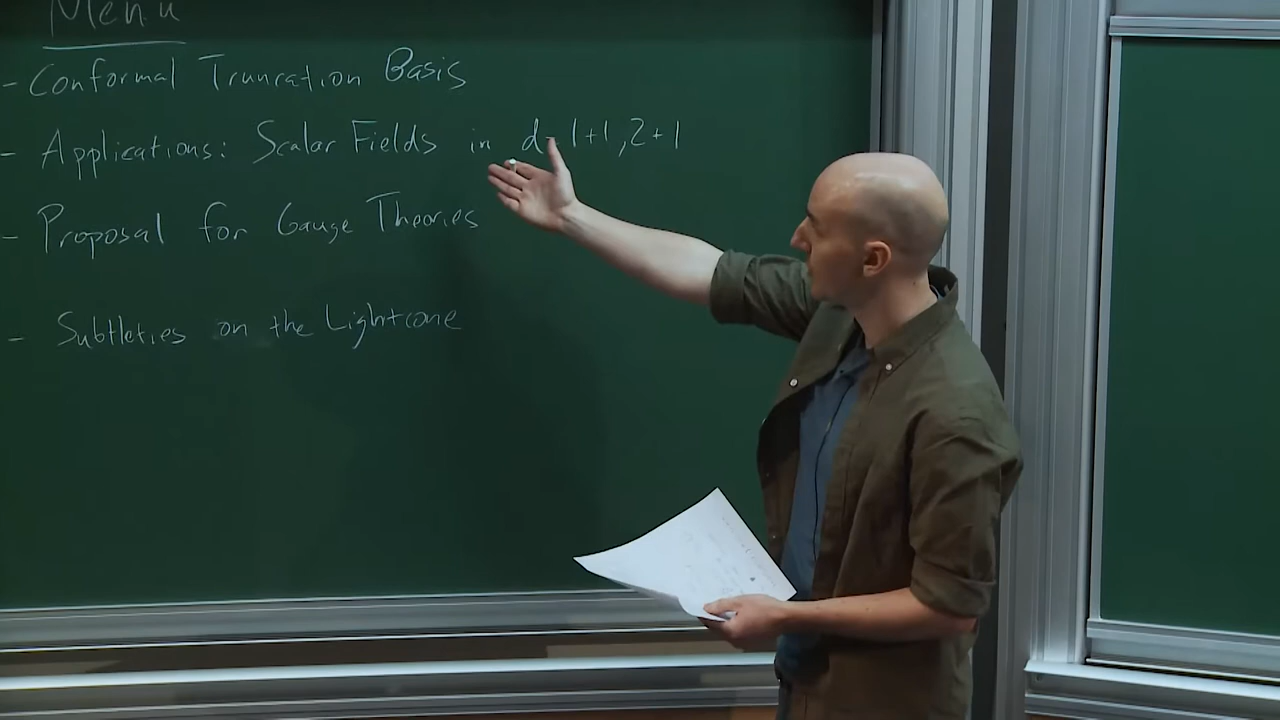 Menu
- Conformal Truncation Basis
- Applications: Scalar Fields in d=1+1,2+1
- Proposal for Gauge Theories
- Subtleties on the Lightcone